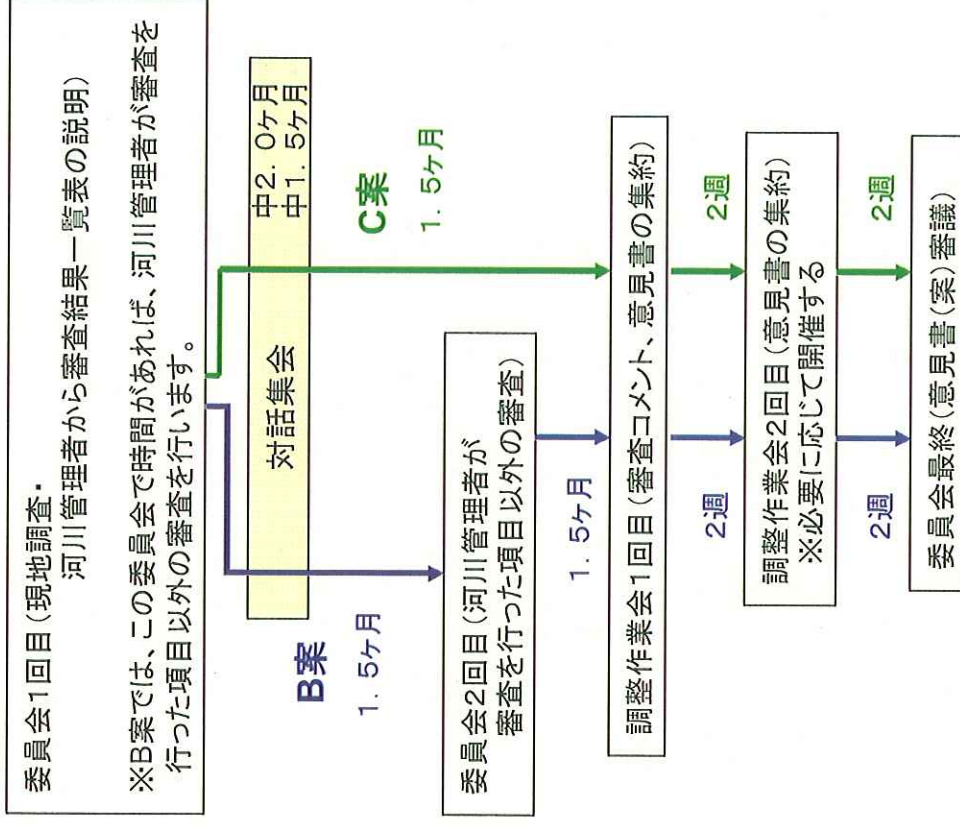 委員会1回目(現地調査・
河川管理者から審査結果一覧表の説明)
※B案では、この委員会で時間があれば、河川管理者が審査を
行った項目以外の審査を行います。
対話集会
中2.0ヶ月
中1.5ヶ月
B案
1.5ヶ月
C案
1.5ヶ月
委員会2回目(河川管理者が
審査を行った項目以外の審査)
1.5ヶ月
調整作業会1回目(審査コメント、意見書の集約)
2週
2週
調整作業会2回目(意見書の集約)
※必要に応じて開催する
2週
2週
委員会最終(意見書(案)審議)